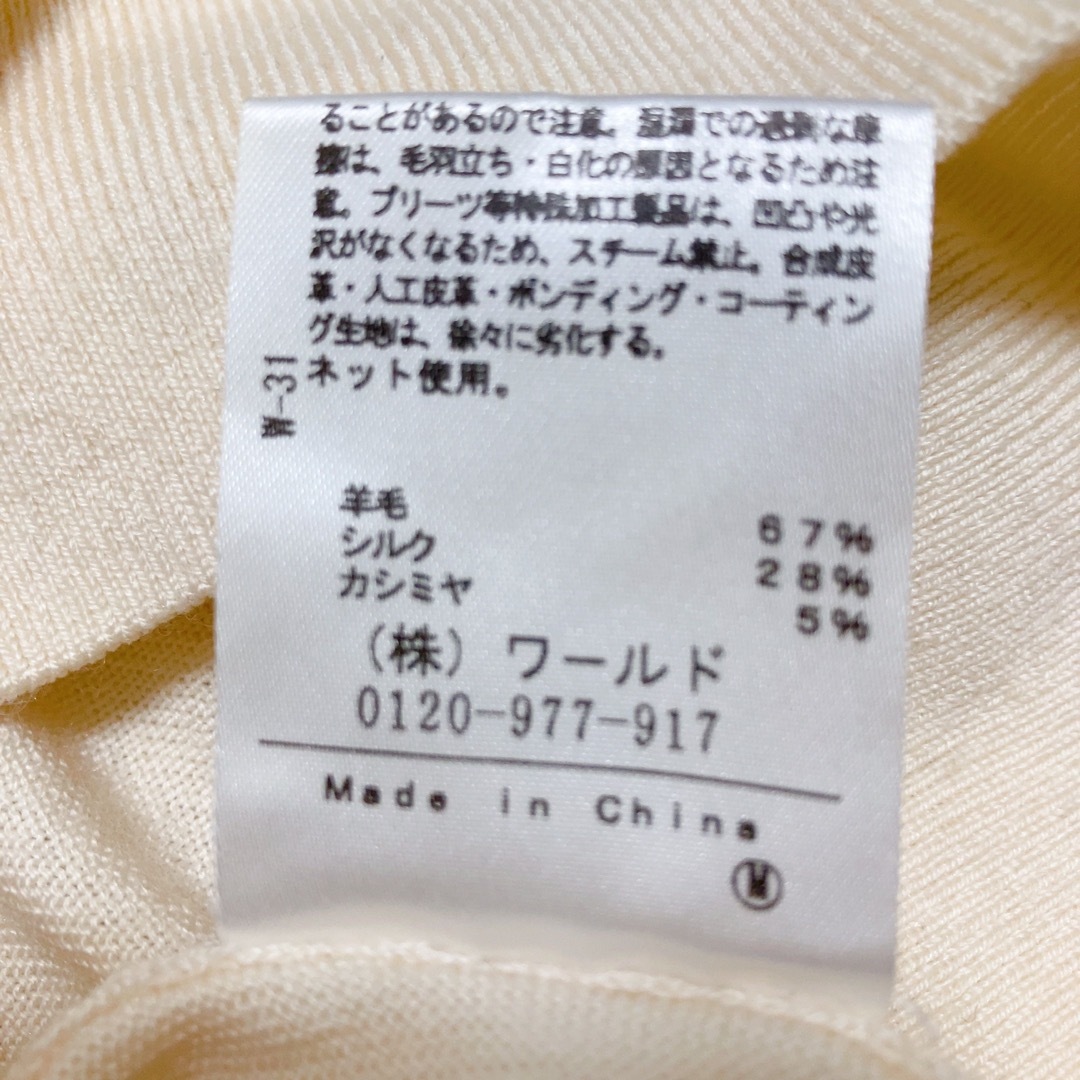 ることがあるので注意。湿潤での過剰な摩
擦は、毛羽立ち・白化の原因となるため注
意。プリーツ等特殊加工製品は、凹凸や光
沢がなくなるため、スチーム禁止。合成皮
革・人工皮革・ボンディング・コーティン
グ生地は、徐々に劣化する。
ネット使用。
W-31
羊毛 67%
シルク 28%
カシミヤ 5%
(株) ワールド
0120-977-917
Made in China